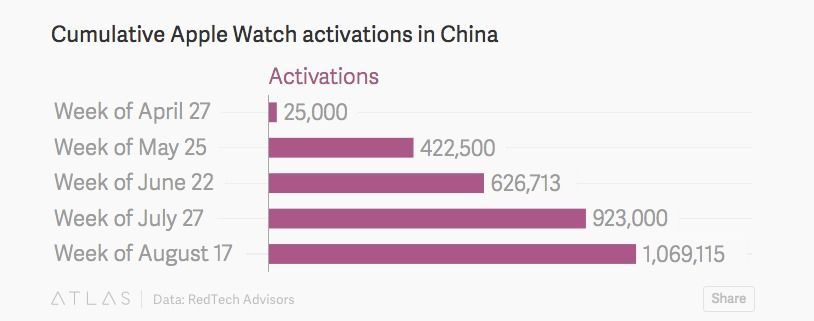 Cumulative Apple Watch activations in China
Activations
Week of April 27 25,000
Week of May 25 422,500
Week of June 22 626,713
Week of July 27 923,000
Week of August 17 1,069,115
ATLAS Data: RedTech Advisors Share